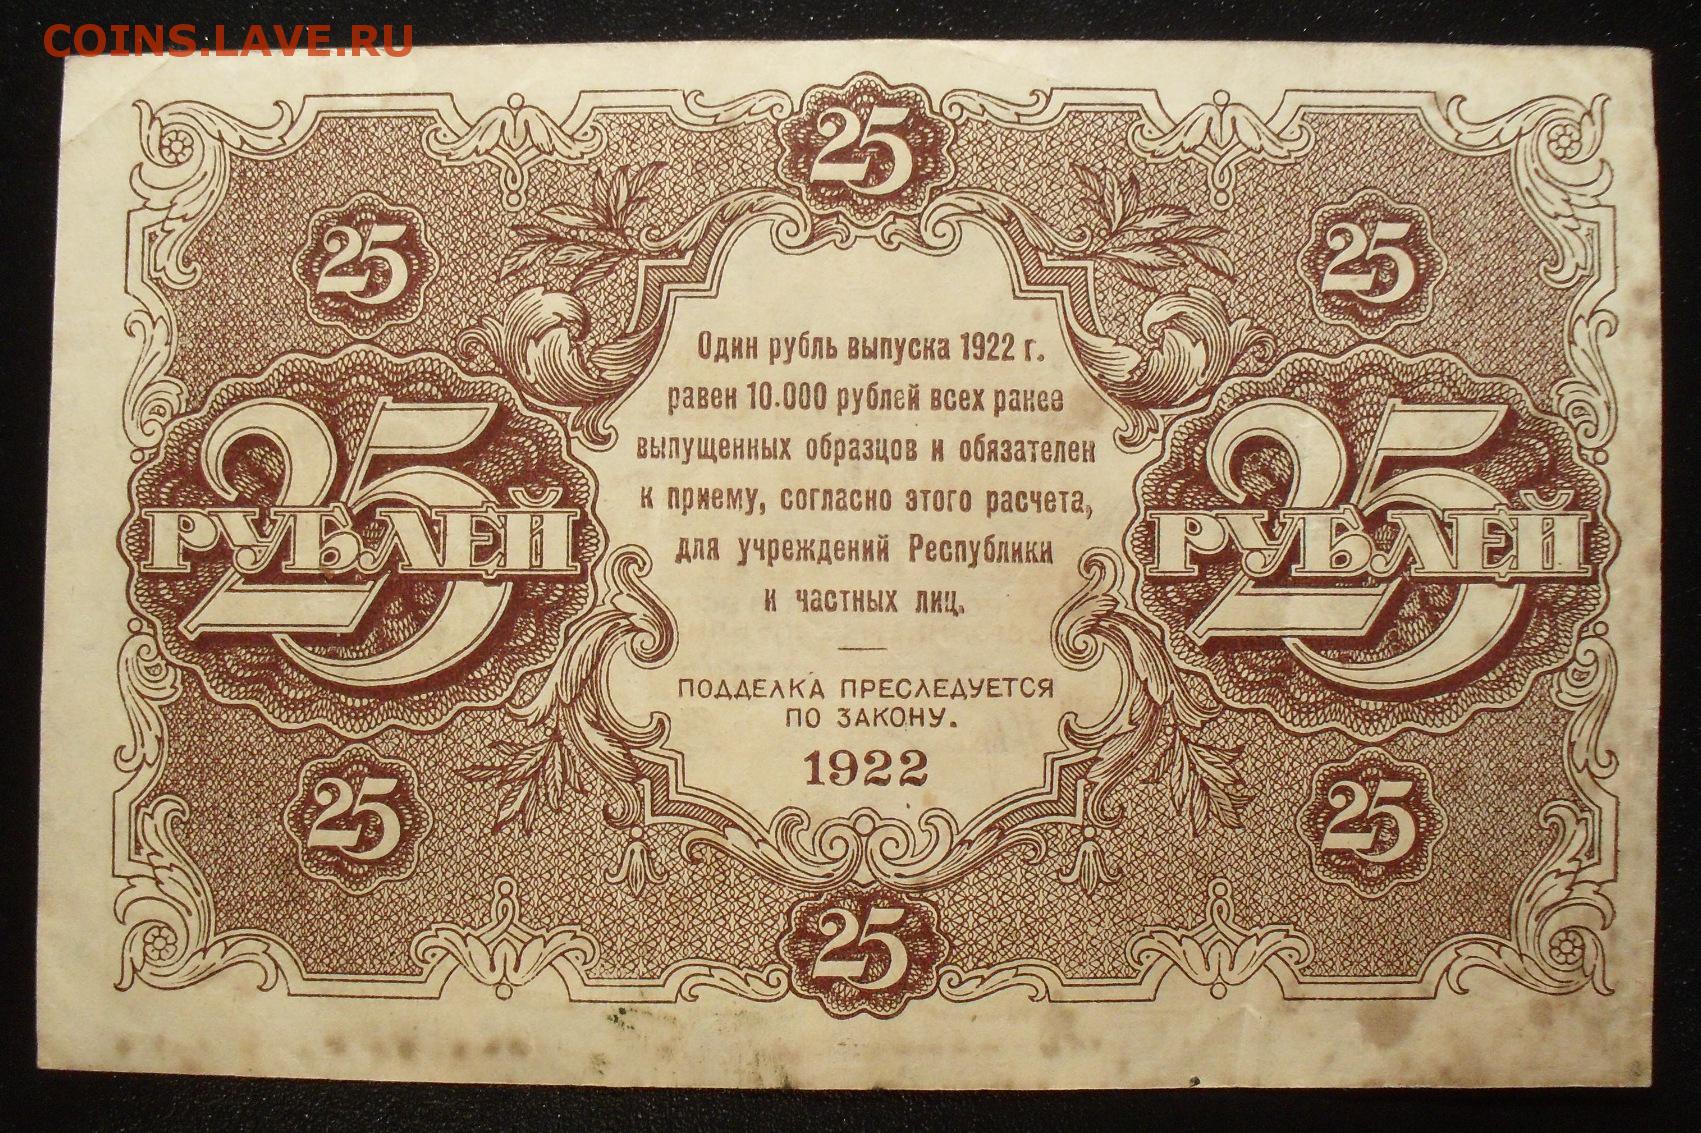 COINS.LAVE.RU
25
25
25
Один рубль выпуска 1922 г.
равен 10.000 рублей всех ранее
выпущенных образцов и обязателен
к приему, согласно этого расчета,
для учреждений Республики
и частных лиц.
25 РУБЛЕЙ
25 РУБЛЕЙ
ПОДДЕЛКА ПРЕСЛЕДУЕТСЯ
ПО ЗАКОНУ.
1922
25
25
25